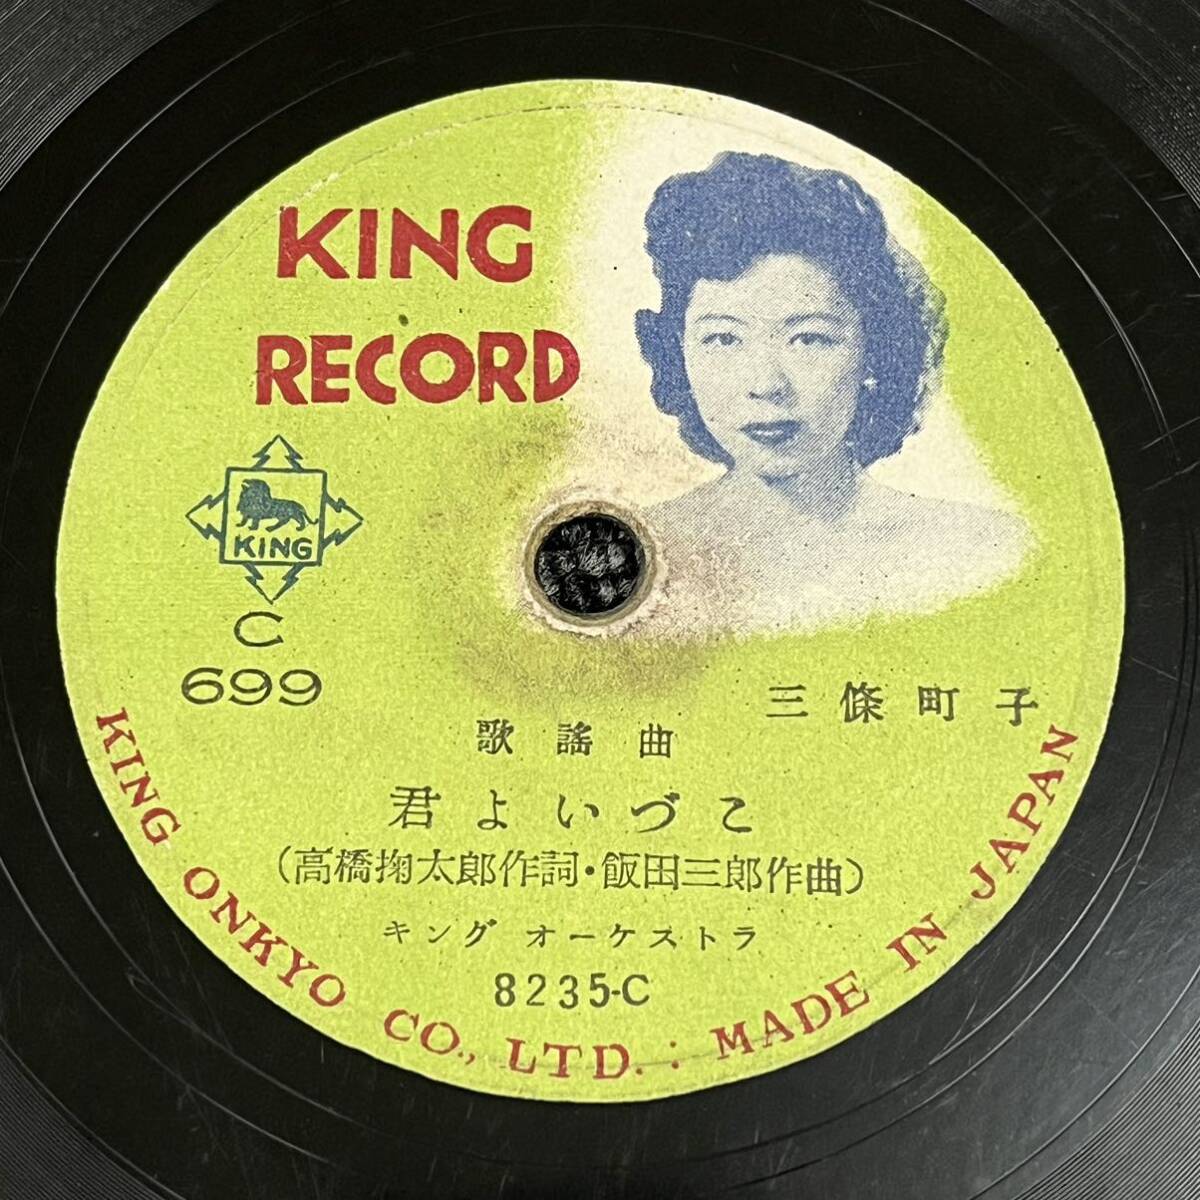 KING
RECORD
KING
C
699
三條町子
歌謡曲
君よいづこ
(高橋掬太郎作詞・飯田三郎作曲)
キング オーケストラ
8235-C
KING ONKYO CO., LTD. : MADE IN JAPAN